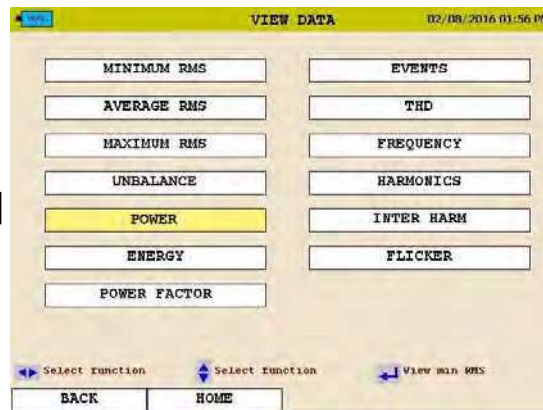 VIEW DATA 02/08/2016 01:56 P
MINIMUM RMS
AVERAGE RMS
MAXIMUM RMS
UNBALANCE
POWER
ENERGY
POWER FACTOR
EVENTS
THD
FREQUENCY
HARMONICS
INTER HARM
FLICKER
Select function Select function View min RMS
BACK HOME